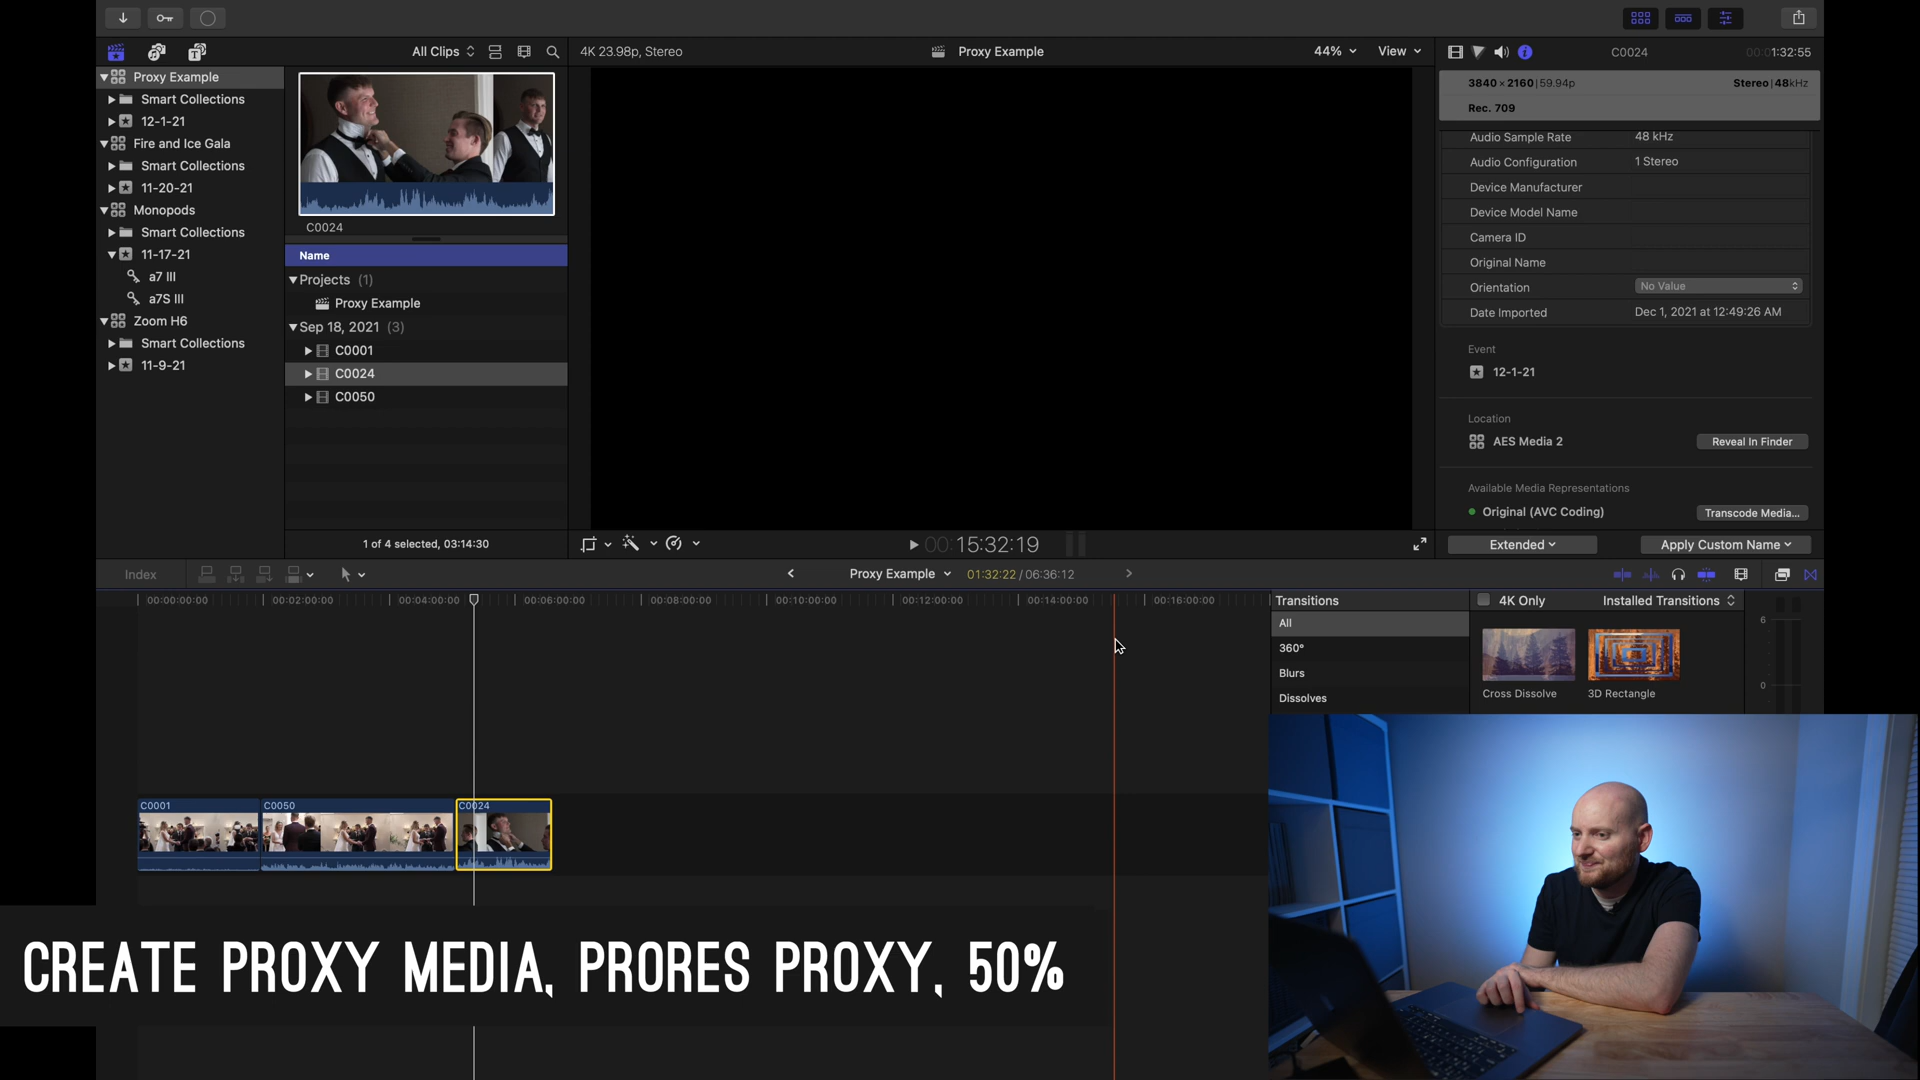 All Clips
4K 23.98p, Stereo
Proxy Example
44%
View
C0024
00:01:32:55
Proxy Example
Smart Collections
12-1-21
Fire and Ice Gala
Smart Collections
11-20-21
Monopods
Smart Collections
11-17-21
a7 III
a7S III
Zoom H6
Smart Collections
11-9-21
C0024
Name
Projects (1)
Proxy Example
Sep 18, 2021 (3)
C0001
C0024
C0050
1 of 4 selected, 03:14:30
00:15:32:19
3840 × 2160 | 59.94p
Stereo | 48kHz
Rec. 709
Audio Sample Rate 48 kHz
Audio Configuration 1 Stereo
Device Manufacturer
Device Model Name
Camera ID
Original Name
Orientation No Value
Date Imported Dec 1, 2021 at 12:49:26 AM
Event
12-1-21
Location
AES Media 2
Reveal In Finder
Available Media Representations
Original (AVC Coding)
Transcode Media...
Extended
Apply Custom Name
Index
Proxy Example
01:32:22 / 06:36:12
00:00:00:00
00:02:00:00
00:04:00:00
00:06:00:00
00:08:00:00
00:10:00:00
00:12:00:00
00:14:00:00
00:16:00:00
Transitions
4K Only
Installed Transitions
All
360°
Blurs
Dissolves
Cross Dissolve
3D Rectangle
6
0
C0001
C0050
C0024
CREATE PROXY MEDIA, PRORES PROXY, 50%